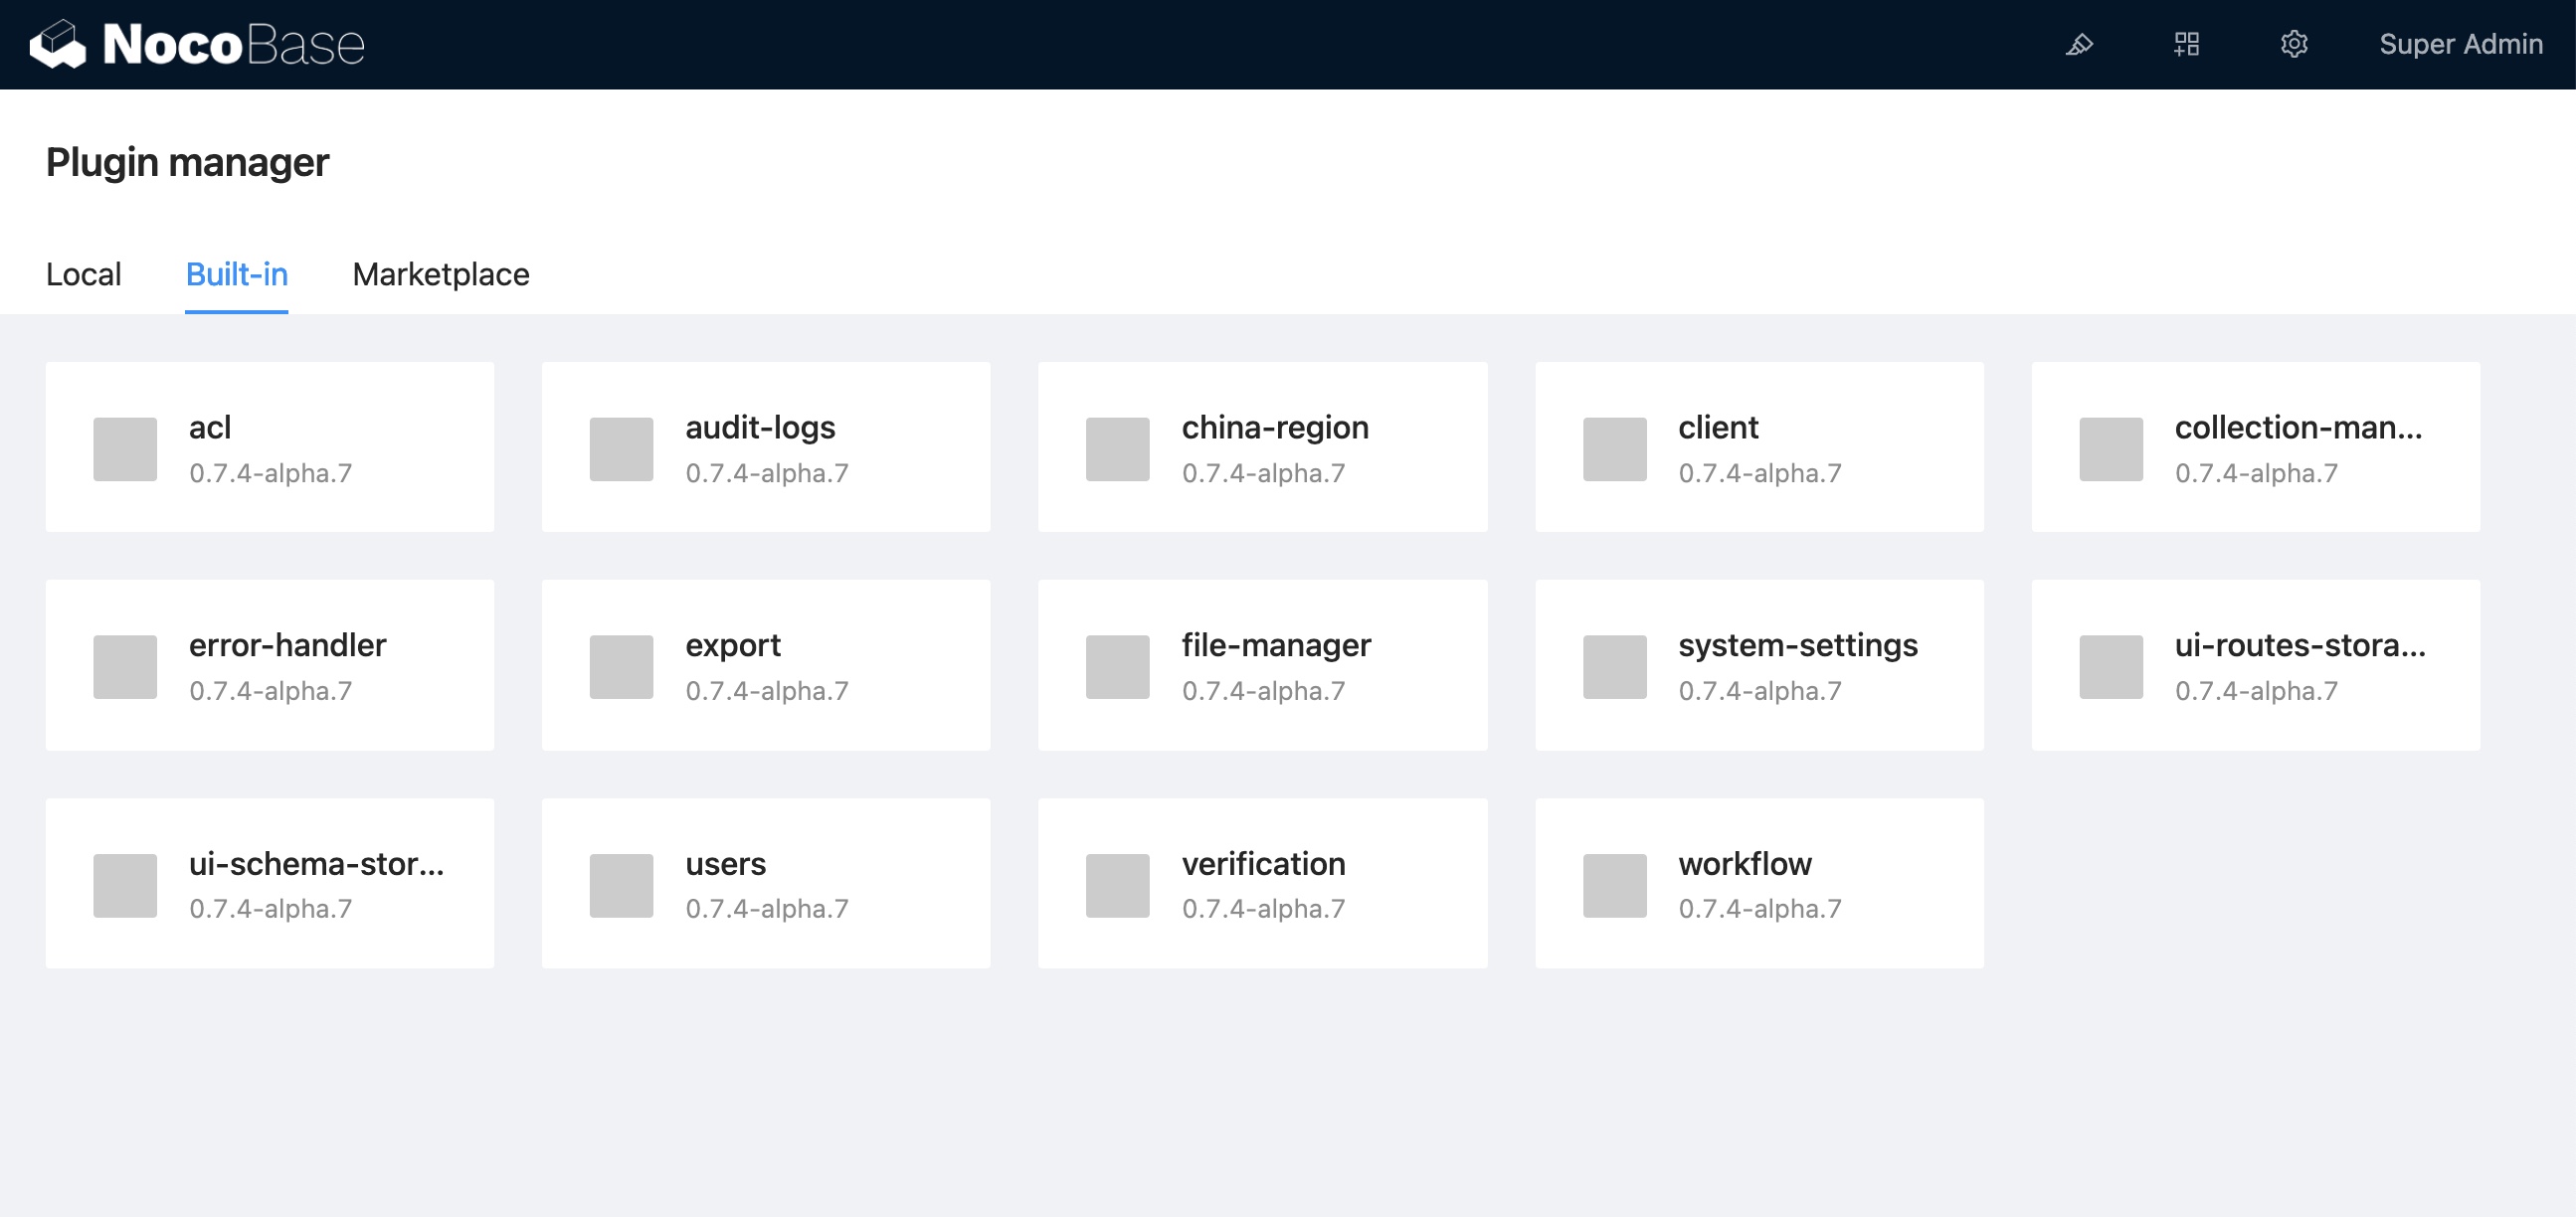 NocoBase
Super Admin
Plugin manager
Local
Built-in
Marketplace
acl
0.7.4-alpha.7
audit-logs
0.7.4-alpha.7
china-region
0.7.4-alpha.7
client
0.7.4-alpha.7
collection-man...
0.7.4-alpha.7
error-handler
0.7.4-alpha.7
export
0.7.4-alpha.7
file-manager
0.7.4-alpha.7
system-settings
0.7.4-alpha.7
ui-routes-stora...
0.7.4-alpha.7
ui-schema-stor...
0.7.4-alpha.7
users
0.7.4-alpha.7
verification
0.7.4-alpha.7
workflow
0.7.4-alpha.7